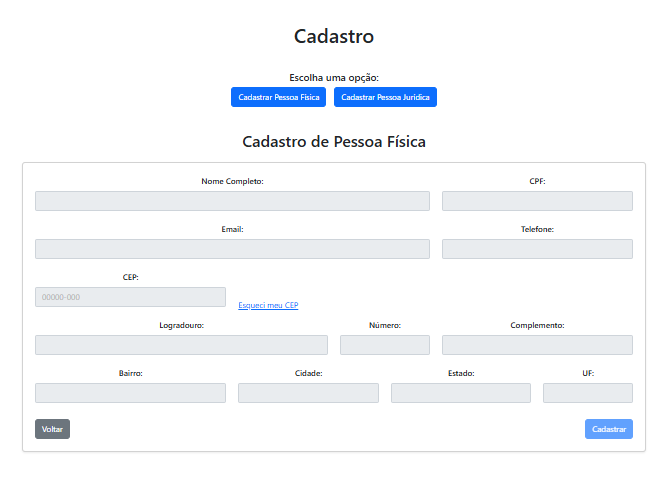 Cadastro
Escolha uma opção:
Cadastrar Pessoa Física Cadastrar Pessoa Jurídica
Cadastro de Pessoa Física
Nome Completo: CPF:
Email: Telefone:
CEP:
00000-000 Esqueci meu CEP
Logradouro: Número: Complemento:
Bairro: Cidade: Estado: UF:
Voltar Cadastrar